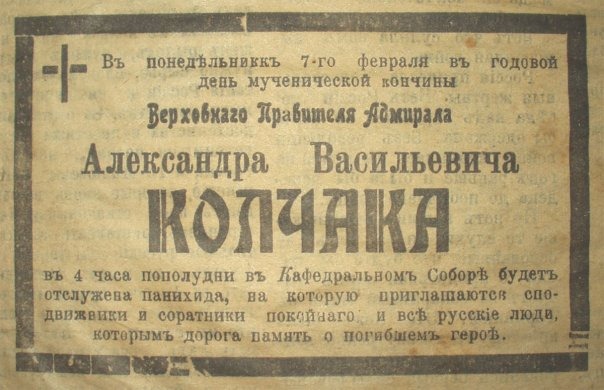 Въ понедѣльниккъ 7-го февраля въ годовой
день мученической кончины
Верховнаго Правителя Адмирала
Александра Васильевича
КОЛЧАКА
въ 4 часа пополудни въ Кафедральномъ Соборѣ будетъ
отслужена панихида, на которую приглашаются спо-
движники и соратники покойнаго и всѣ русскіе люди,
которымъ дорога память о погибшемъ героѣ.